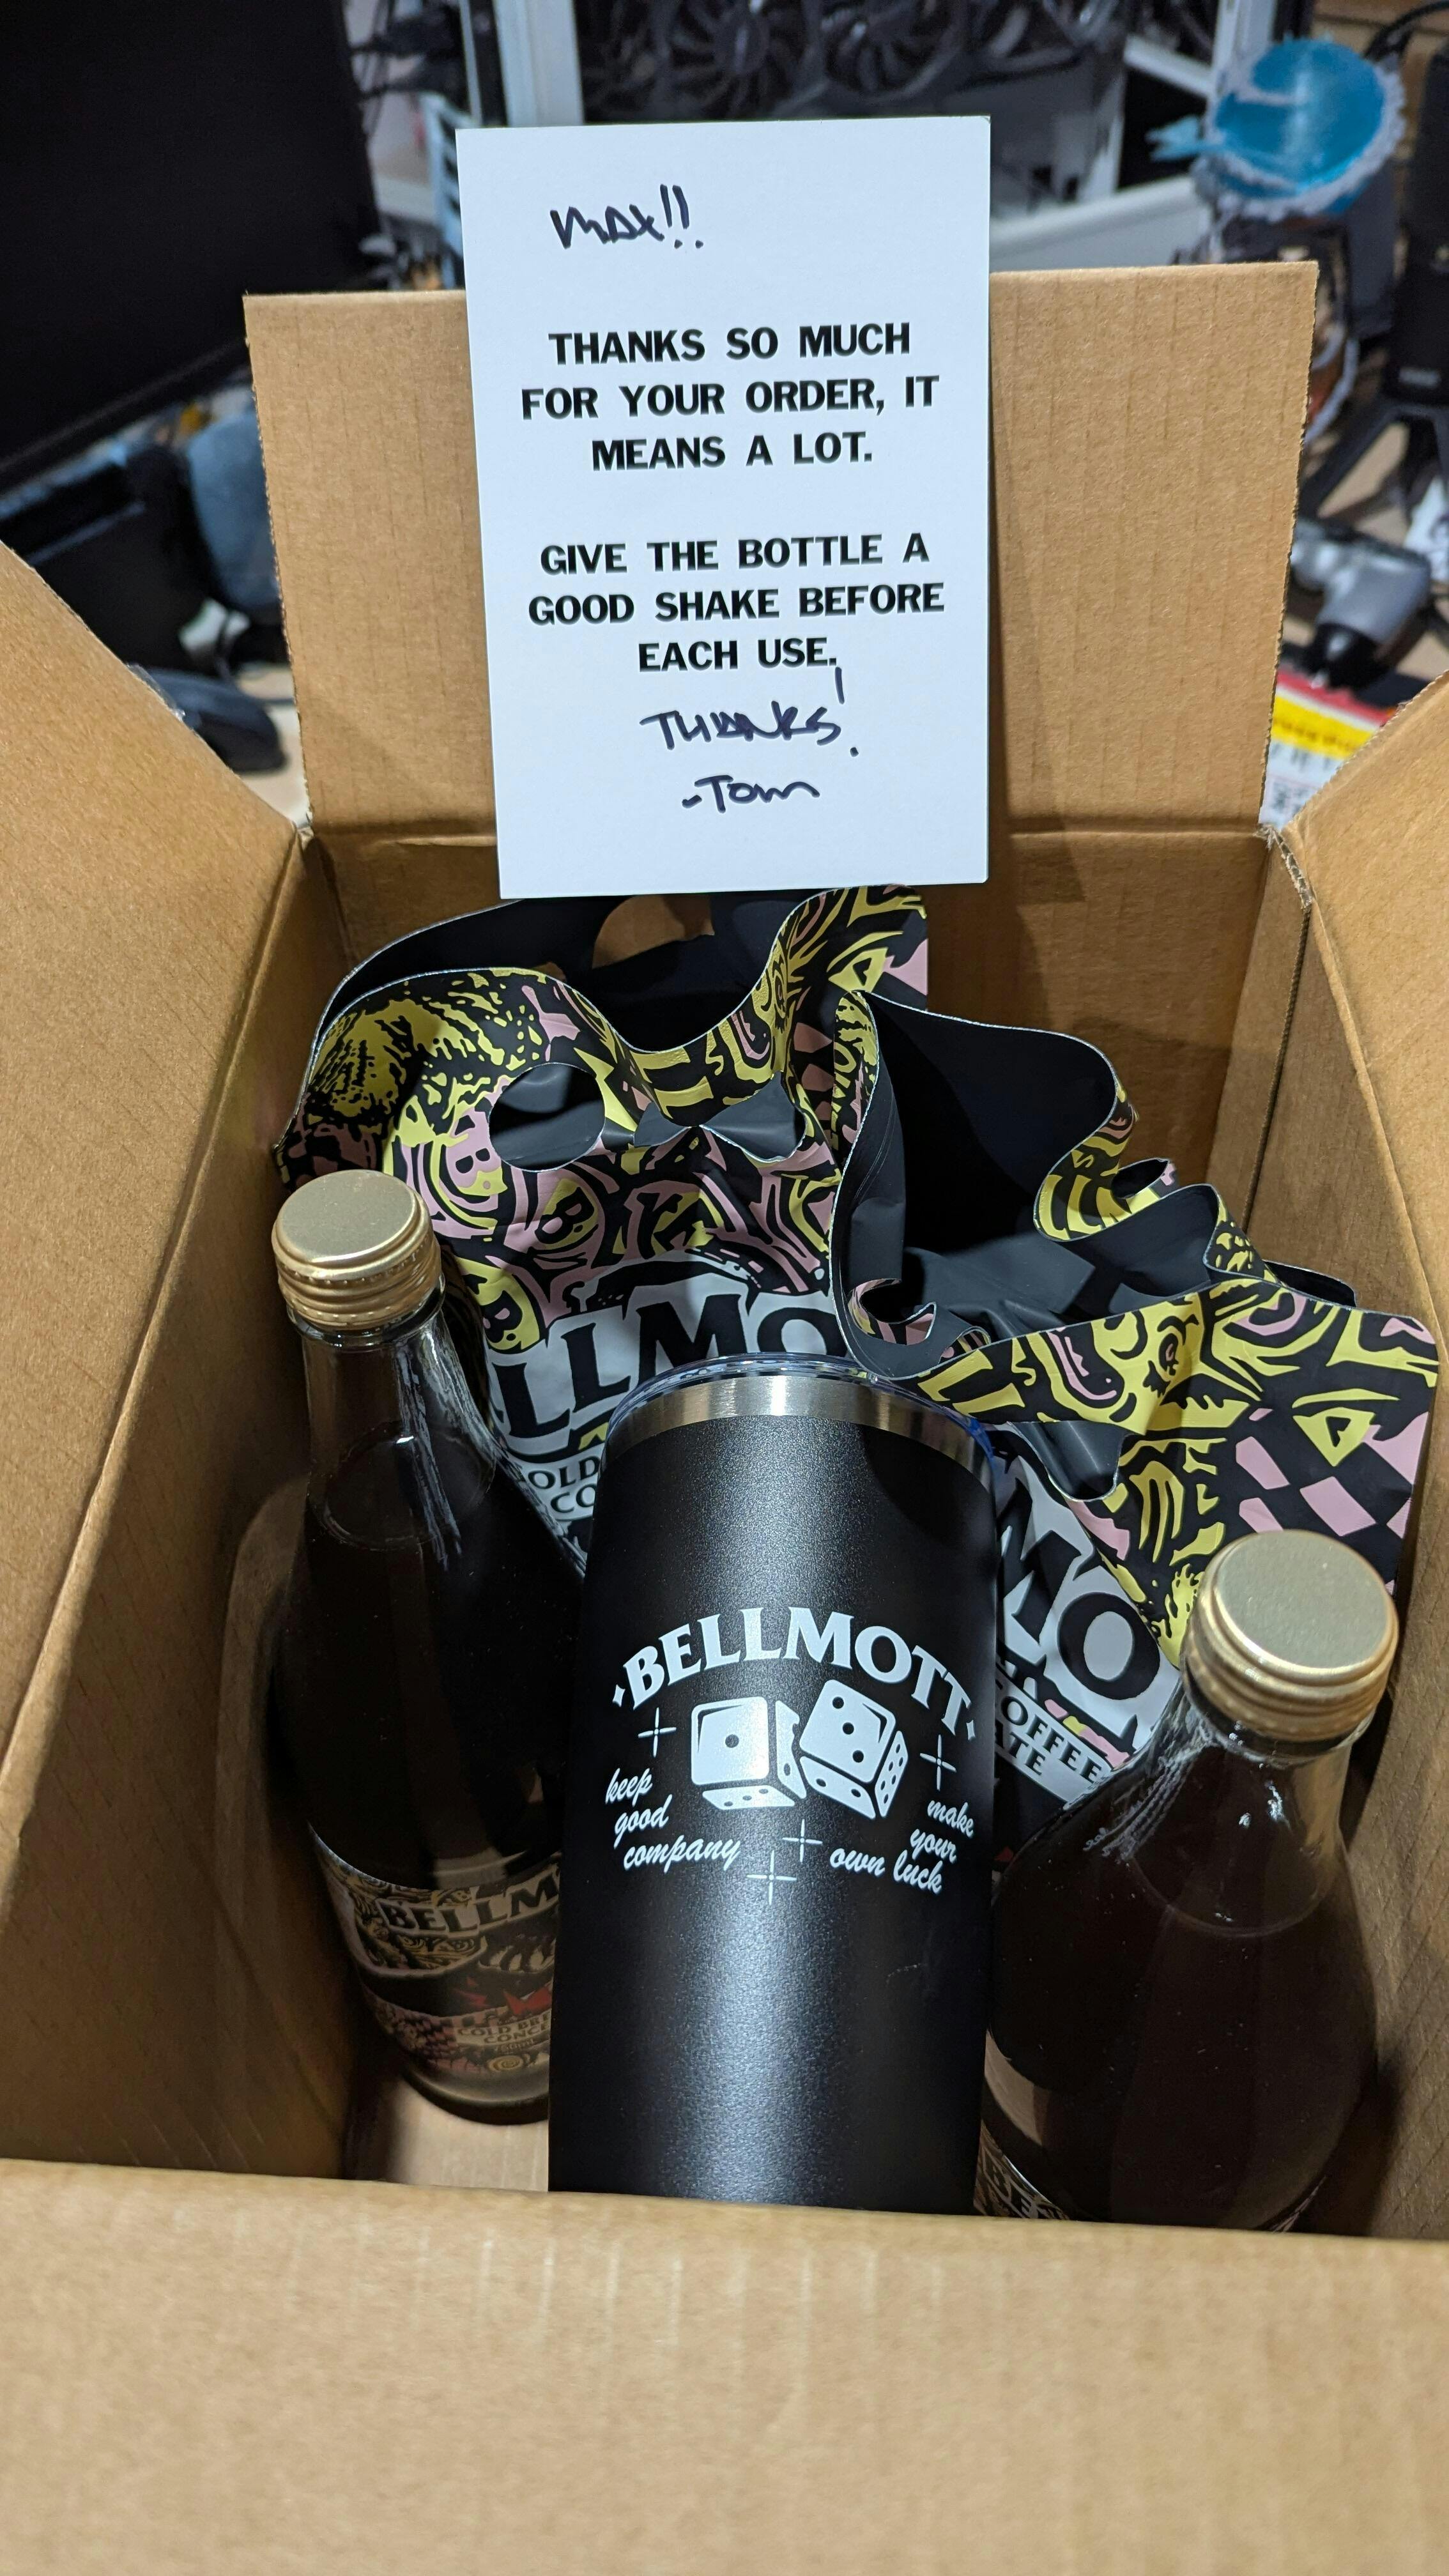 MAX!!
THANKS SO MUCH
FOR YOUR ORDER, IT
MEANS A LOT.
GIVE THE BOTTLE A
GOOD SHAKE BEFORE
EACH USE.
THANKS!
-Tom
BELLMOTT
keep
good
company
make
your
own luck